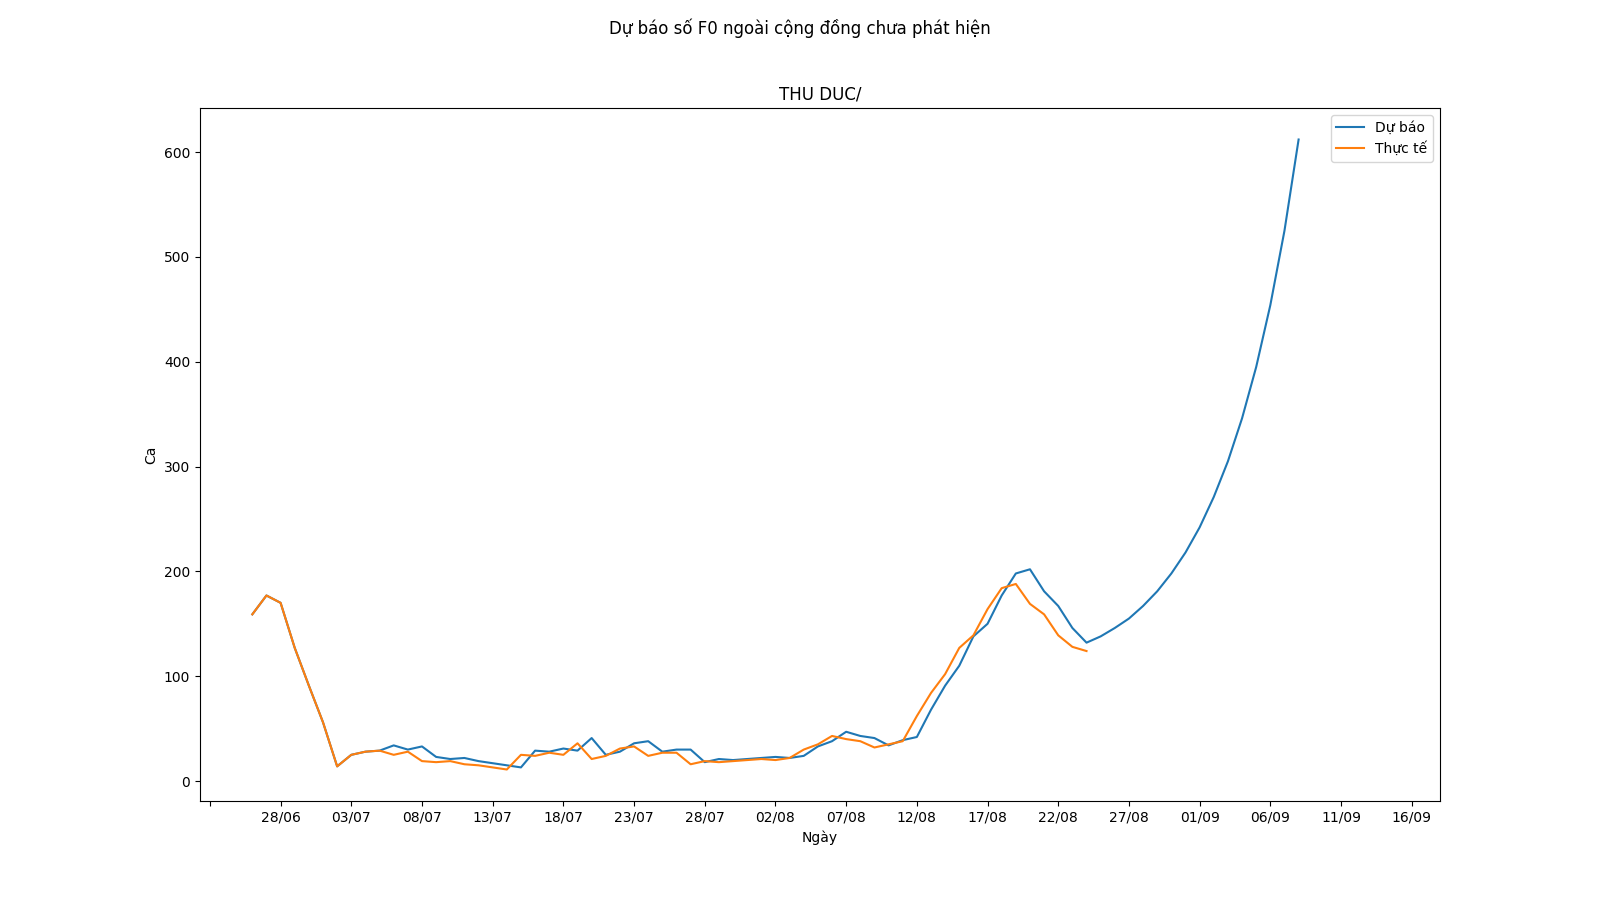 Dự báo số F0 ngoài cộng đồng chưa phát hiện
THU DUC/
Dự báo
Thực tế
600
500
400
300
200
100
0
Ca
28/06 03/07 08/07 13/07 18/07 23/07 28/07 02/08 07/08 12/08 17/08 22/08 27/08 01/09 06/09 11/09 16/09
Ngày